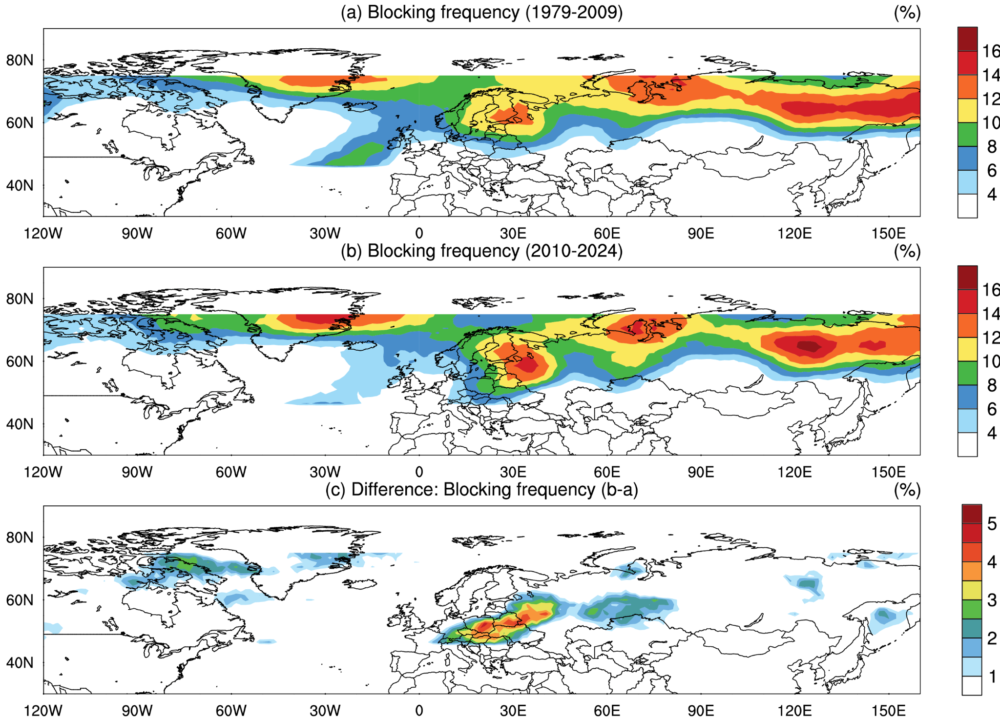 (a) Blocking frequency (1979-2009) (%)
80N
60N
40N
120W 90W 60W 30W 0 30E 60E 90E 120E 150E
16
14
12
10
8
6
4
(b) Blocking frequency (2010-2024) (%)
80N
60N
40N
120W 90W 60W 30W 0 30E 60E 90E 120E 150E
16
14
12
10
8
6
4
(c) Difference: Blocking frequency (b-a) (%)
80N
60N
40N
120W 90W 60W 30W 0 30E 60E 90E 120E 150E
5
4
3
2
1